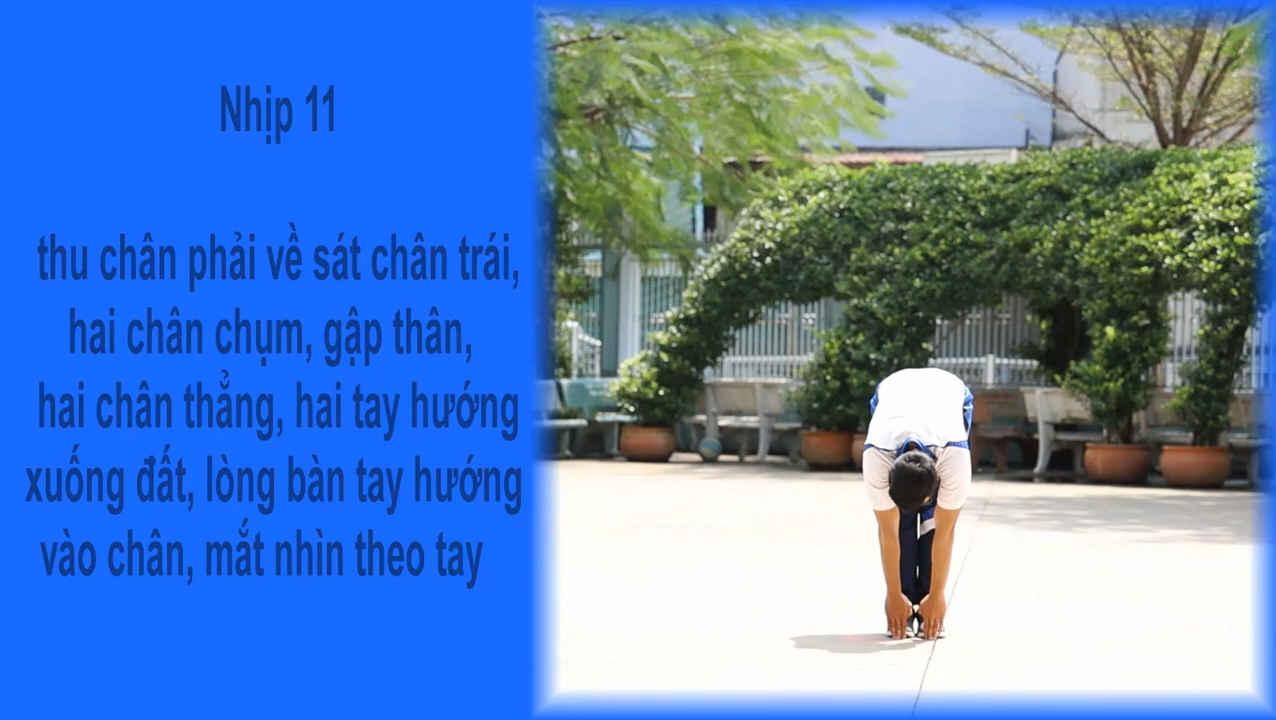 Nhịp 11
thu chân phải về sát chân trái,
hai chân chụm, gập thân,
hai chân thẳng, hai tay hướng
xuống đất, lòng bàn tay hướng
vào chân, mắt nhìn theo tay